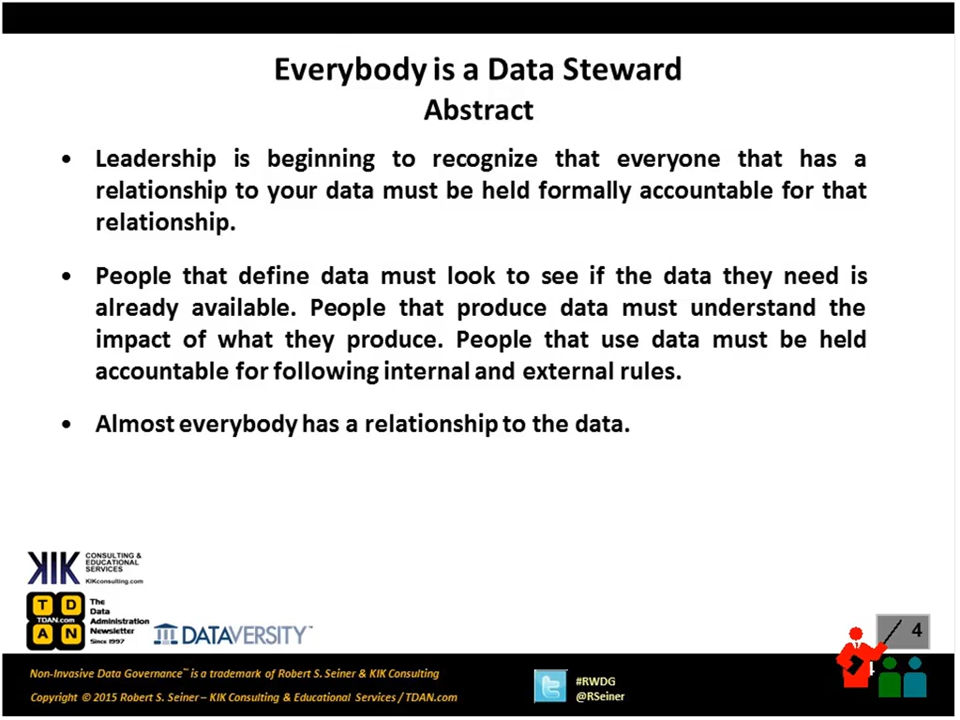 Everybody is a Data Steward
Abstract
• Leadership is beginning to recognize that everyone that has a
relationship to your data must be held formally accountable for that
relationship.
• People that define data must look to see if the data they need is
already available. People that produce data must understand the
impact of what they produce. People that use data must be held
accountable for following internal and external rules.
• Almost everybody has a relationship to the data.
KIK CONSULTING &
EDUCATIONAL
SERVICES
KIKconsulting.com
T D
TDAN.com
A N
The
Data
Administration
Newsletter
Since 1997
DATAVERSITY™
4
4
Non-Invasive Data Governance™ is a trademark of Robert S. Seiner & KIK Consulting
Copyright © 2015 Robert S. Seiner – KIK Consulting & Educational Services / TDAN.com
#RWDG
@RSeiner